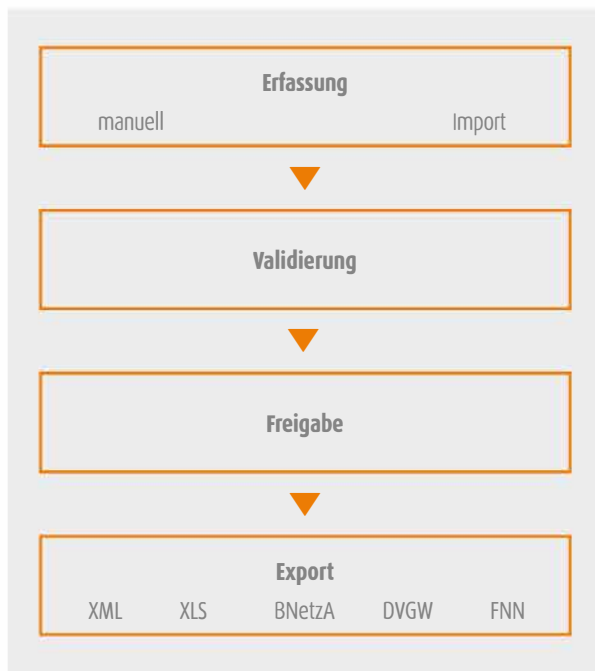 Erfassung
manuell Import
Validierung
Freigabe
Export
XML XLS BNetzA DVGW FNN